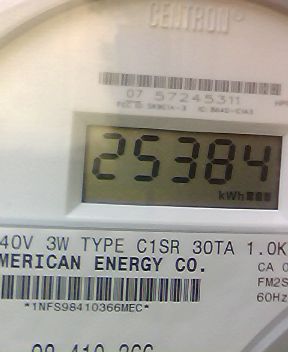 CENTRON
07 57245311
25384
kWh
40V 3W TYPE C1SR 30TA 1.0K
MERICAN ENERGY CO.
CA 0
FM2S
60Hz
*1NFS98410366MEC*